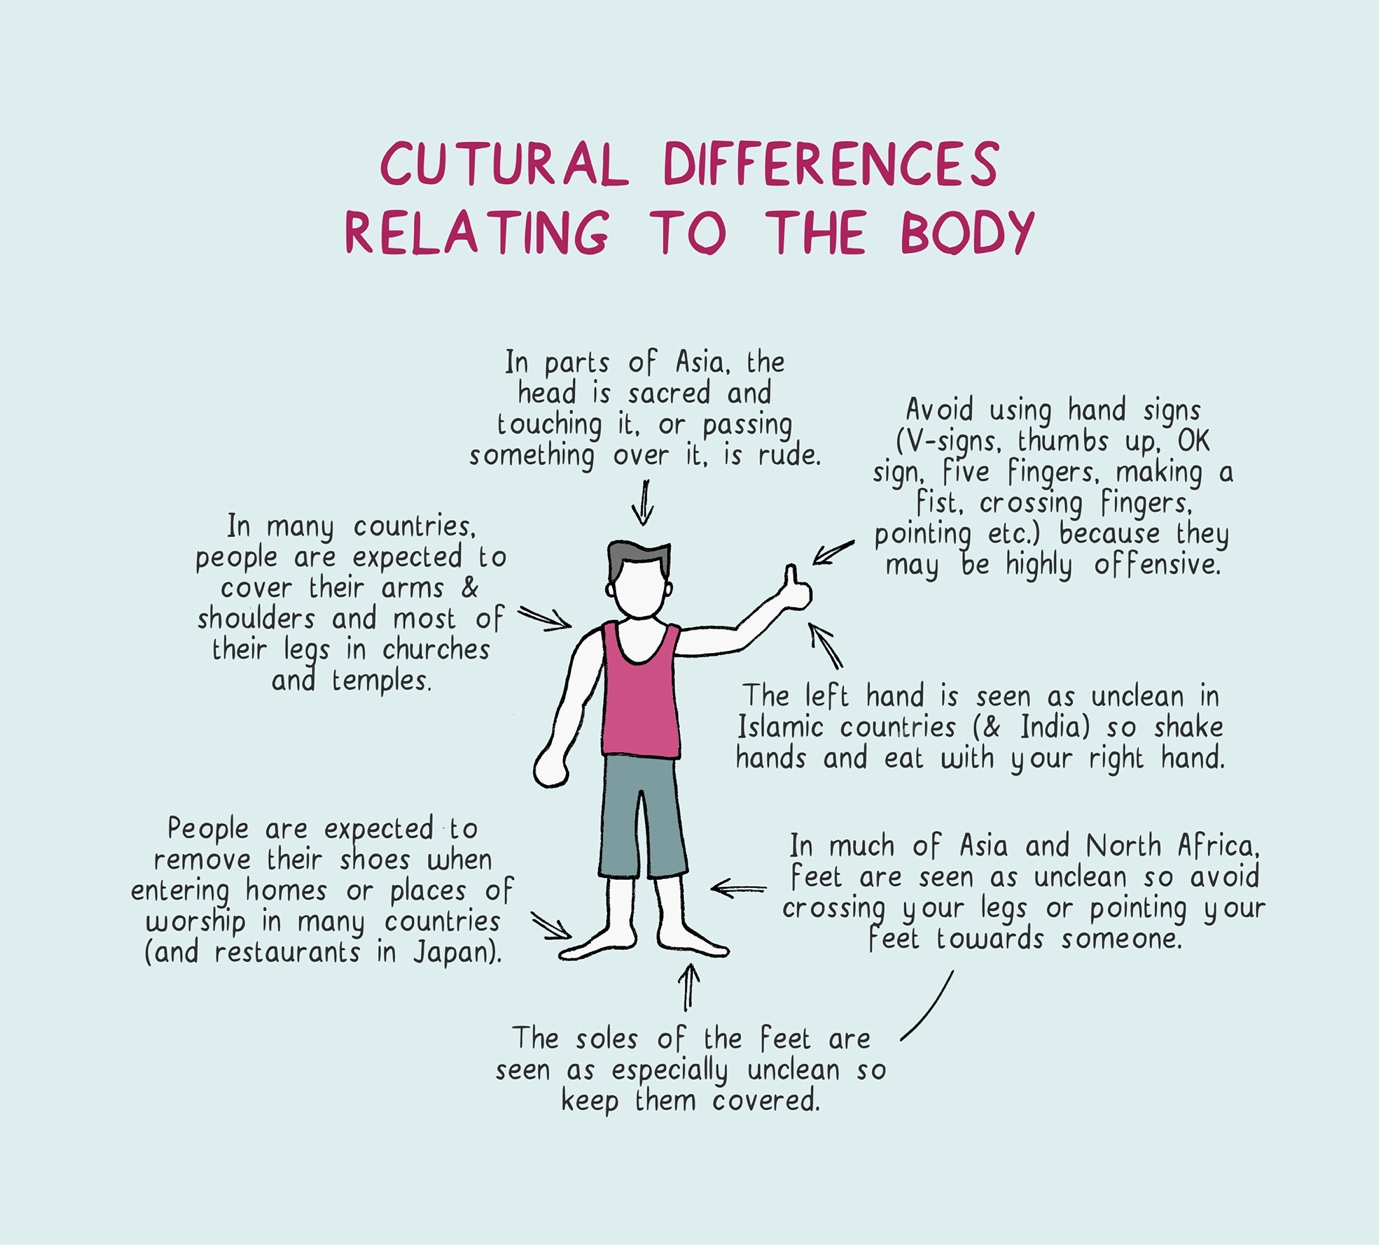 CUTURAL DIFFERENCES
RELATING TO THE BODY
In parts of Asia, the
head is sacred and
touching it, or passing
something over it, is rude.
Avoid using hand signs
(V-signs, thumbs up, OK
sign, five fingers, making a
fist, crossing fingers,
pointing etc.) because they
may be highly offensive.
In many countries,
people are expected to
cover their arms &
shoulders and most of
their legs in churches
and temples.
The left hand is seen as unclean in
Islamic countries (& India) so shake
hands and eat with your right hand.
People are expected to
remove their shoes when
entering homes or places of
worship in many countries
(and restaurants in Japan).
In much of Asia and North Africa,
feet are seen as unclean so avoid
crossing your legs or pointing your
feet towards someone.
The soles of the feet are
seen as especially unclean so
keep them covered.